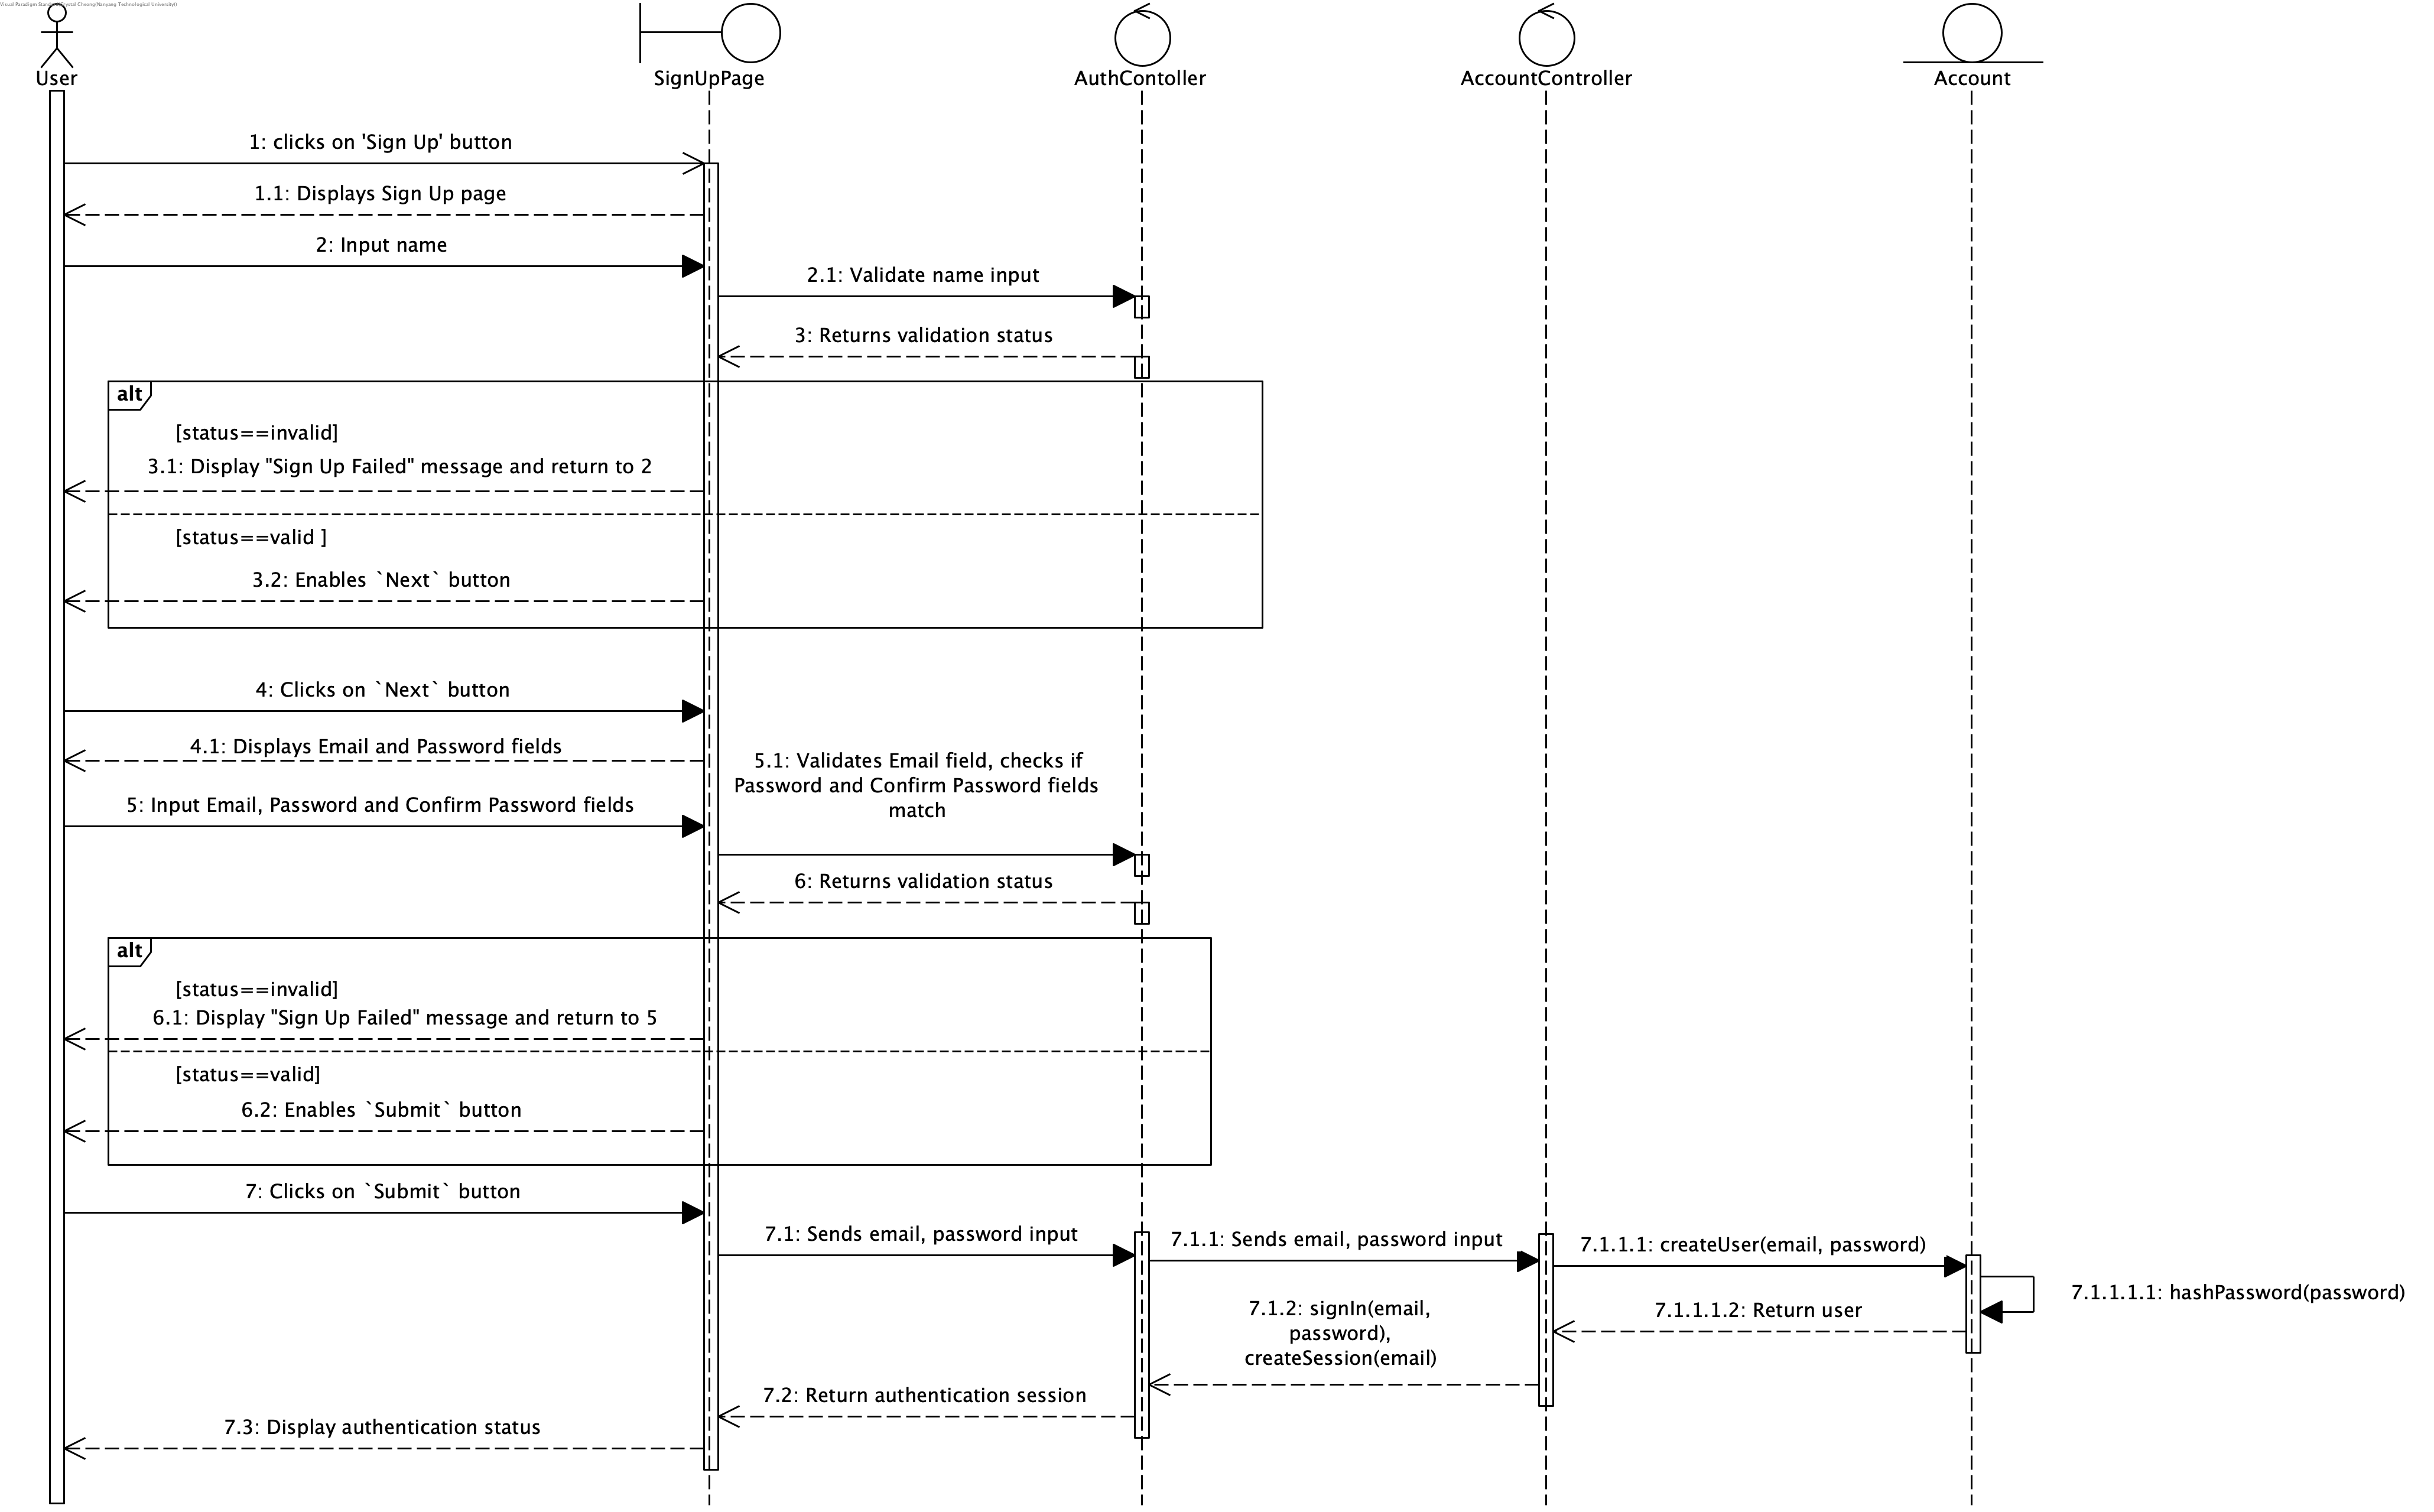 Visual Paradigm Standard(Crystal Cheong(Nanyang Technological University))
User
SignUpPage
AuthContoller
AccountController
Account
1: clicks on 'Sign Up' button
1.1: Displays Sign Up page
2: Input name
2.1: Validate name input
3: Returns validation status
alt
[status==invalid]
3.1: Display "Sign Up Failed" message and return to 2
[status==valid ]
3.2: Enables `Next` button
4: Clicks on `Next` button
4.1: Displays Email and Password fields
5: Input Email, Password and Confirm Password fields
5.1: Validates Email field, checks if
Password and Confirm Password fields
match
6: Returns validation status
alt
[status==invalid]
6.1: Display "Sign Up Failed" message and return to 5
[status==valid]
6.2: Enables `Submit` button
7: Clicks on `Submit` button
7.1: Sends email, password input
7.1.1: Sends email, password input
7.1.1.1: createUser(email, password)
7.1.1.1.1: hashPassword(password)
7.1.1.1.2: Return user
7.1.2: signIn(email,
password),
createSession(email)
7.2: Return authentication session
7.3: Display authentication status